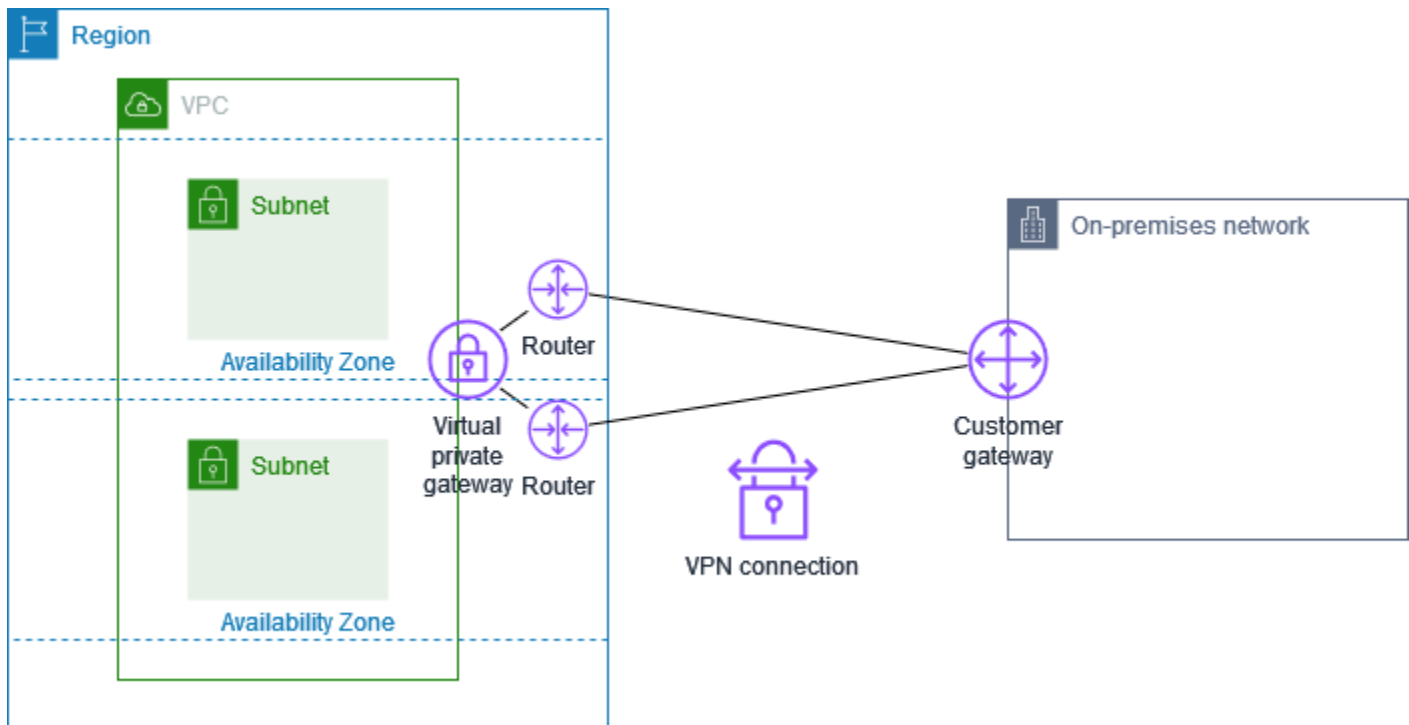 Region
VPC
Subnet
On-premises network
Router
Availability Zone
Virtual
private
gateway
Customer
gateway
Subnet
Router
VPN connection
Availability Zone